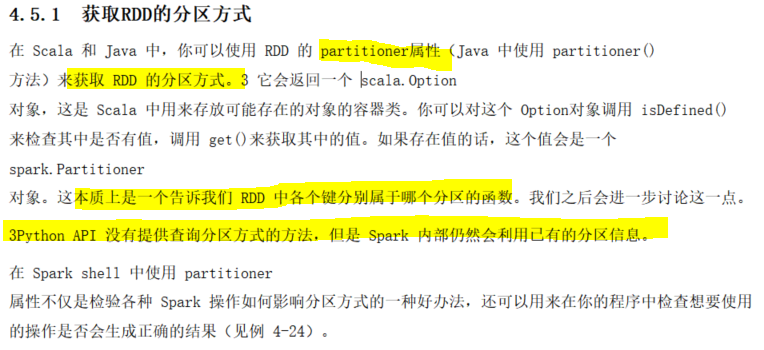 4.5.1 获取RDD的分区方式
在 Scala 和 Java 中，你可以使用 RDD 的 partitioner属性（Java 中使用 partitioner()
方法）来获取 RDD 的分区方式。3 它会返回一个 scala.Option
对象，这是 Scala 中用来存放可能存在的对象的容器类。你可以对这个 Option对象调用 isDefined()
来检查其中是否有值，调用 get()来获取其中的值。如果存在值的话，这个值会是一个
spark.Partitioner
对象。这本质上是一个告诉我们 RDD 中各个键分别属于哪个分区的函数。我们之后会进一步讨论这一点。
3Python API 没有提供查询分区方式的方法，但是 Spark 内部仍然会利用已有的分区信息。
在 Spark shell 中使用 partitioner
属性不仅是检验各种 Spark 操作如何影响分区方式的一种好办法，还可以用来在你的程序中检查想要使用
的操作是否会生成正确的结果（见例 4-24）。